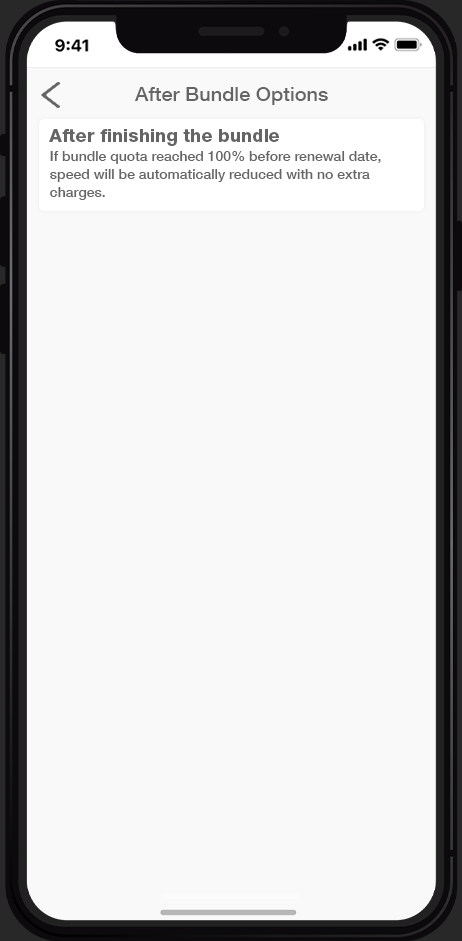 9:41
After Bundle Options
After finishing the bundle
If bundle quota reached 100% before renewal date,
speed will be automatically reduced with no extra
charges.